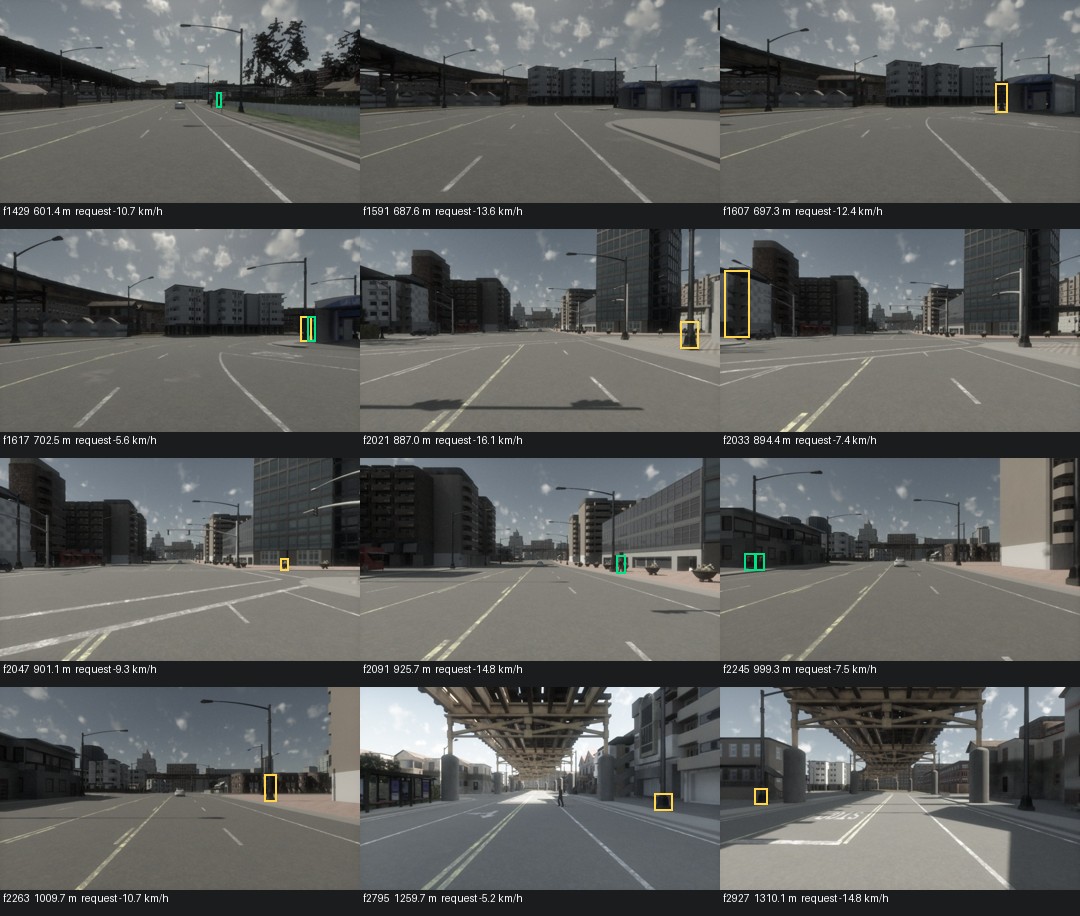 f1429 601.4 m request-10.7 km/h
f1591 687.6 m request-13.6 km/h
f1607 697.3 m request-12.4 km/h
f1617 702.5 m request-5.6 km/h
f2021 887.0 m request-16.1 km/h
f2033 894.4 m request-7.4 km/h
f2047 901.1 m request-9.3 km/h
f2091 925.7 m request-14.8 km/h
f2245 999.3 m request-7.5 km/h
f2263 1009.7 m request-10.7 km/h
f2795 1259.7 m request-5.2 km/h
f2927 1310.1 m request-14.8 km/h